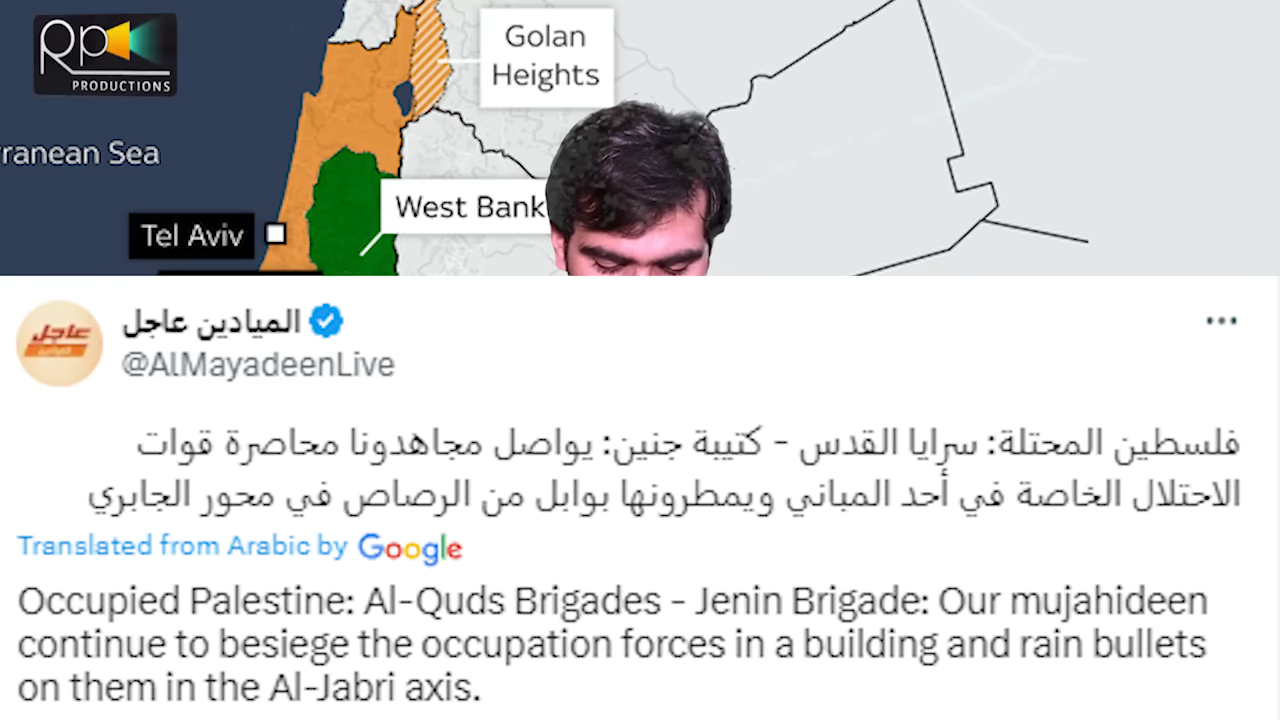 Rp
PRODUCTIONS
Golan
Heights
ranean Sea
West Bank
Tel Aviv
الميادين عاجل
@AlMayadeenLive
عاجل
فلسطين المحتلة: سرايا القدس - كتيبة جنين: يواصل مجاهدونا محاصرة قوات
الاحتلال الخاصة في أحد المباني ويمطرونها بوابل من الرصاص في محور الجابري
Translated from Arabic by Google
Occupied Palestine: Al-Quds Brigades - Jenin Brigade: Our mujahideen
continue to besiege the occupation forces in a building and rain bullets
on them in the Al-Jabri axis.